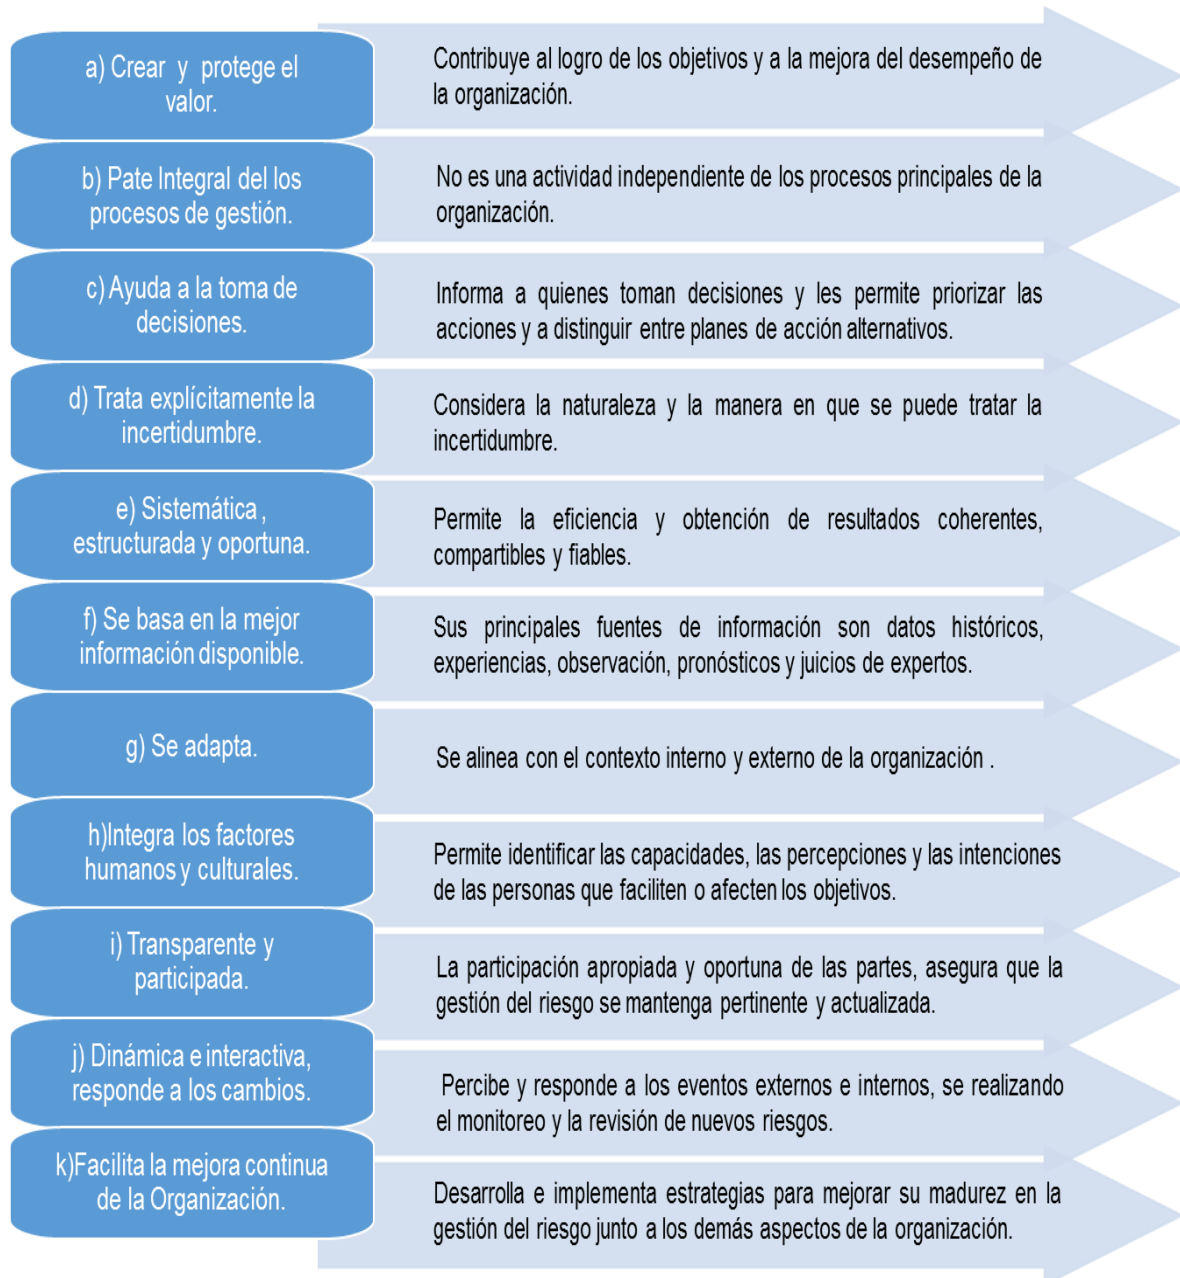 a) Crear y protege el
valor.
Contribuye al logro de los objetivos y a la mejora del desempeño de
la organización.
b) Pate Integral del los
procesos de gestión.
No es una actividad independiente de los procesos principales de la
organización.
c) Ayuda a la toma de
decisiones.
Informa a quienes toman decisiones y les permite priorizar las
acciones y a distinguir entre planes de acción alternativos.
d) Trata explícitamente la
incertidumbre.
Considera la naturaleza y la manera en que se puede tratar la
incertidumbre.
e) Sistemática ,
estructurada y oportuna.
Permite la eficiencia y obtención de resultados coherentes,
compartibles y fiables.
f) Se basa en la mejor
información disponible.
Sus principales fuentes de información son datos históricos,
experiencias, observación, pronósticos y juicios de expertos.
g) Se adapta.
Se alinea con el contexto interno y externo de la organización .
h)Integra los factores
humanos y culturales.
Permite identificar las capacidades, las percepciones y las intenciones
de las personas que faciliten o afecten los objetivos.
i) Transparente y
participada.
La participación apropiada y oportuna de las partes, asegura que la
gestión del riesgo se mantenga pertinente y actualizada.
j) Dinámica e interactiva,
responde a los cambios.
Percibe y responde a los eventos externos e internos, se realizando
el monitoreo y la revisión de nuevos riesgos.
k)Facilita la mejora continua
de la Organización.
Desarrolla e implementa estrategias para mejorar su madurez en la
gestión del riesgo junto a los demás aspectos de la organización.